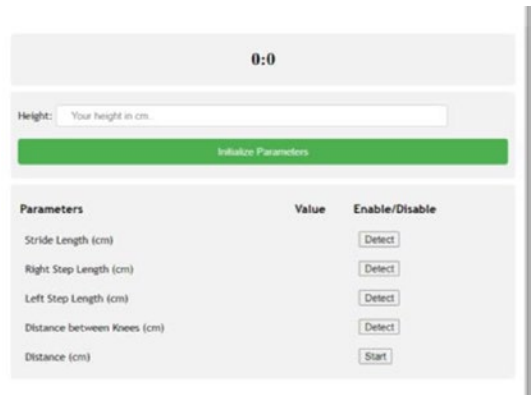 0:0
Height: Your height in cm..
Initialize Parameters
Parameters Value Enable/Disable
Stride Length (cm) Detect
Right Step Length (cm) Detect
Left Step Length (cm) Detect
Distance between Knees (cm) Detect
Distance (cm) Start